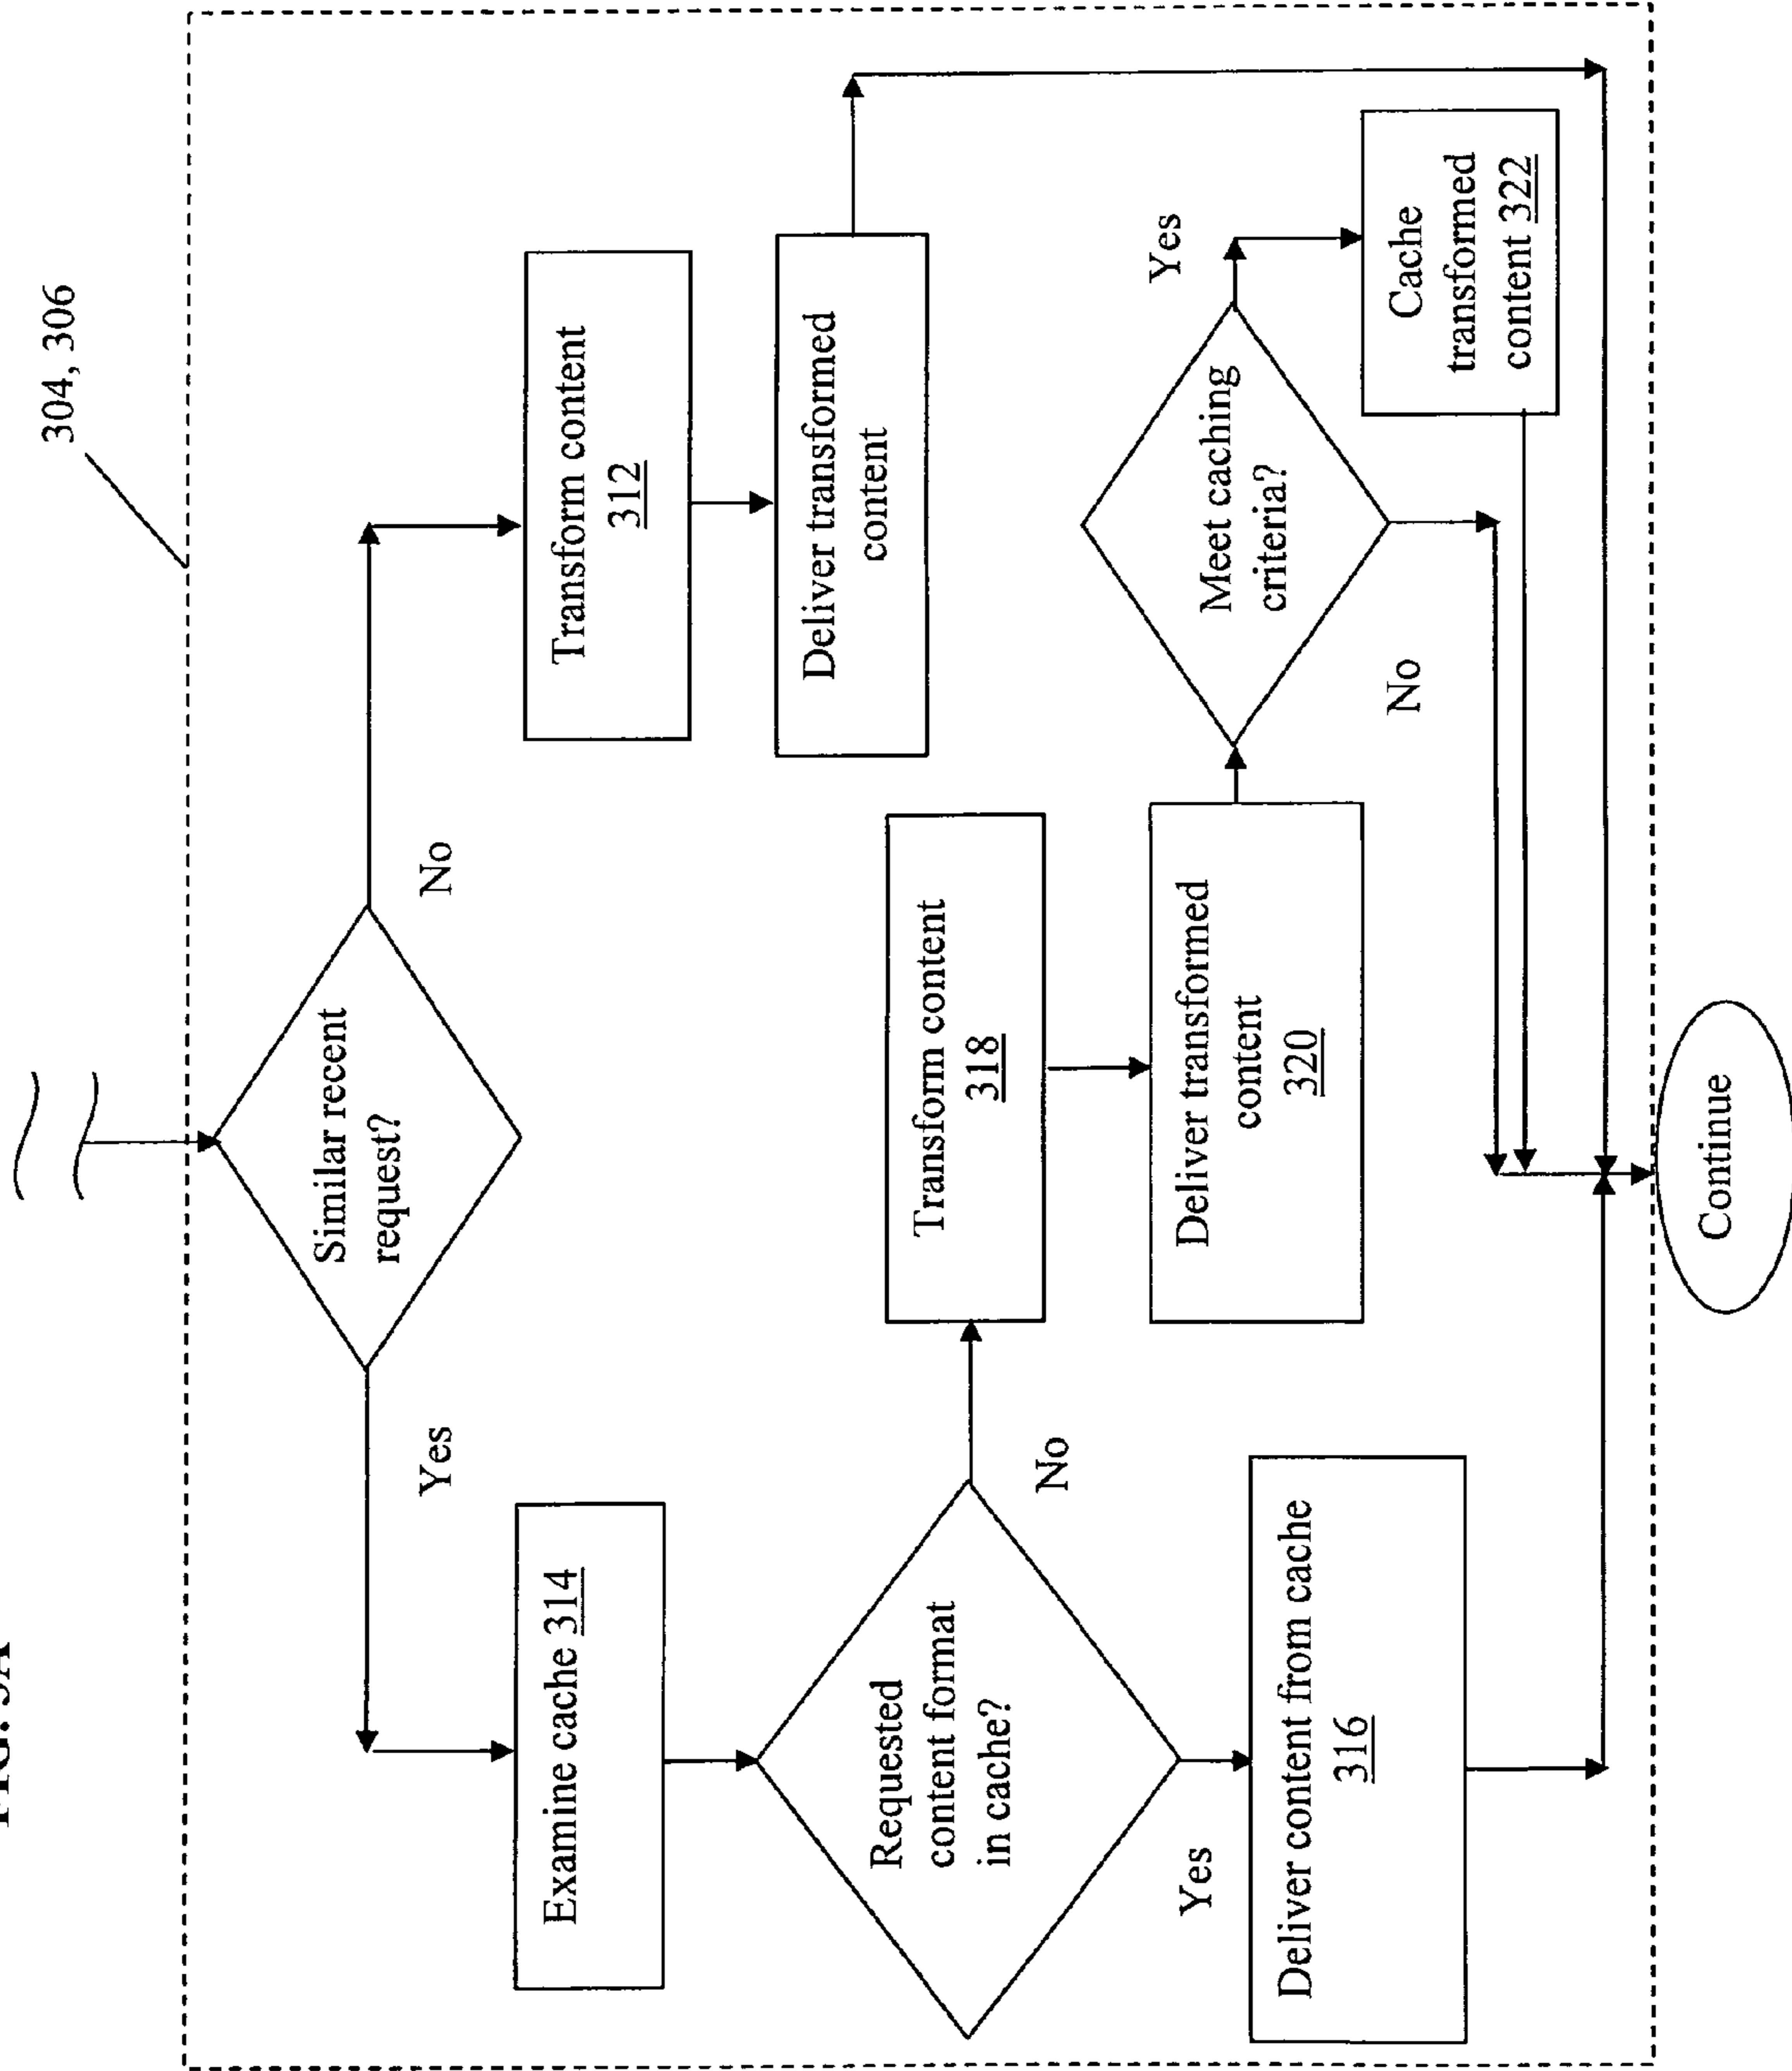 FIG.
304, 306
Similar recent
request?
Yes
No
Examine cache 314
Transform content
312
Requested
content format
in cache?
Deliver transformed
content
No
Transform content
318
Yes
Deliver content from cache
316
Deliver transformed
content
320
Meet caching
criteria?
Yes
No
Cache
transformed
content 322
Continue